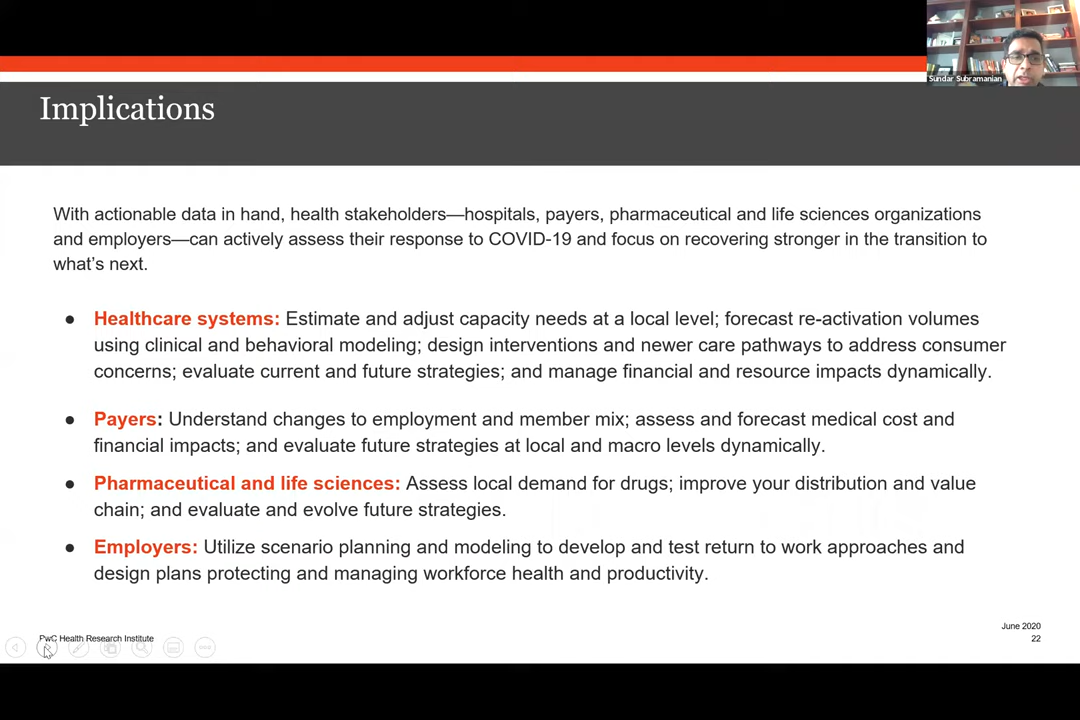 Sundar Subramanian
Implications
With actionable data in hand, health stakeholders—hospitals, payers, pharmaceutical and life sciences organizations
and employers—can actively assess their response to COVID-19 and focus on recovering stronger in the transition to
what's next.
● Healthcare systems: Estimate and adjust capacity needs at a local level; forecast re-activation volumes
using clinical and behavioral modeling; design interventions and newer care pathways to address consumer
concerns; evaluate current and future strategies; and manage financial and resource impacts dynamically.
● Payers: Understand changes to employment and member mix; assess and forecast medical cost and
financial impacts; and evaluate future strategies at local and macro levels dynamically.
● Pharmaceutical and life sciences: Assess local demand for drugs; improve your distribution and value
chain; and evaluate and evolve future strategies.
● Employers: Utilize scenario planning and modeling to develop and test return to work approaches and
design plans protecting and managing workforce health and productivity.
June 2020
PwC Health Research Institute
22